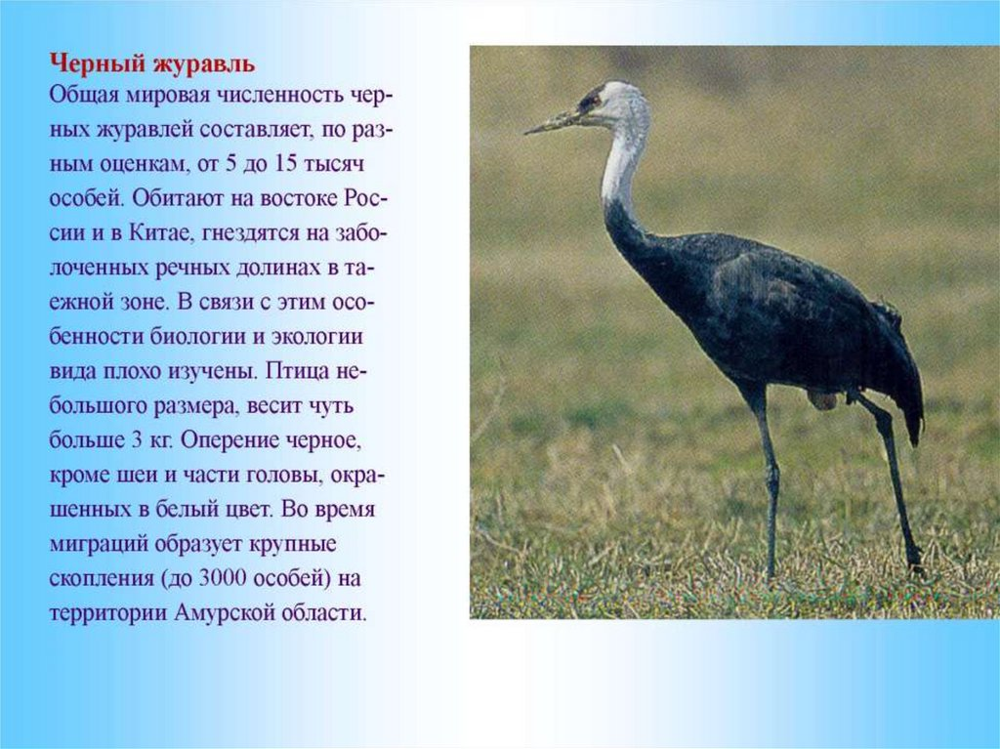 Черный журавль
Общая мировая численность чер-
ных журавлей составляет, по раз-
ным оценкам, от 5 до 15 тысяч
особей. Обитают на востоке Рос-
сии и в Китае, гнездятся на забо-
лоченных речных долинах в та-
ежной зоне. В связи с этим осо-
бенности биологии и экологии
вида плохо изучены. Птица не-
большого размера, весит чуть
больше 3 кг. Оперение черное,
кроме шеи и части головы, окра-
шенных в белый цвет. Во время
миграций образует крупные
скопления (до 3000 особей) на
территории Амурской области.